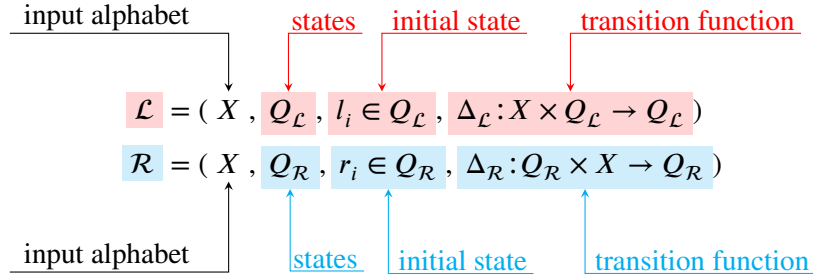 input alphabet states initial state transition function
ℒ = ( X , Q_ℒ , l_i ∈ Q_ℒ , Δ_ℒ : X × Q_ℒ → Q_ℒ )
ℛ = ( X , Q_ℛ , r_i ∈ Q_ℛ , Δ_ℛ : Q_ℛ × X → Q_ℛ )
input alphabet states initial state transition function